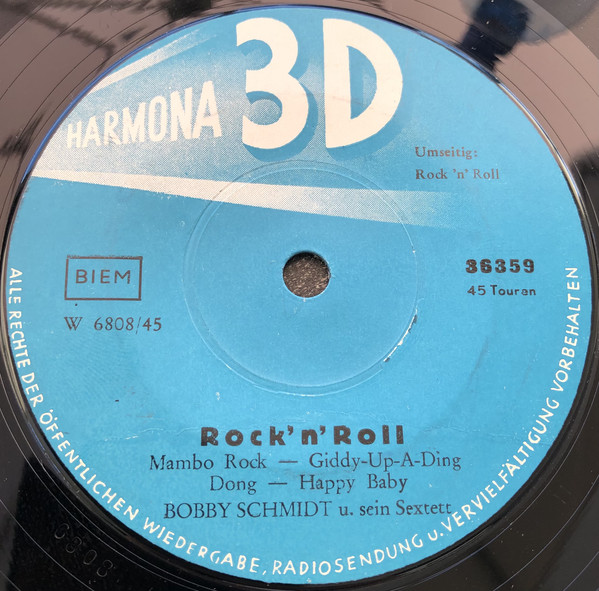 HARMONA 3D
Umseitig:
Rock 'n' Roll
BIEM
36359
45 Touren
W 6808/45
Rock'n'Roll
Mambo Rock — Giddy-Up-A-Ding
Dong — Happy Baby
BOBBY SCHMIDT u. sein Sextett
ALLE RECHTE DER ÖFFENTLICHEN WIEDERGABE, RADIOSENDUNG u. VERVIELFÄLTIGUNG VORBEHALTEN